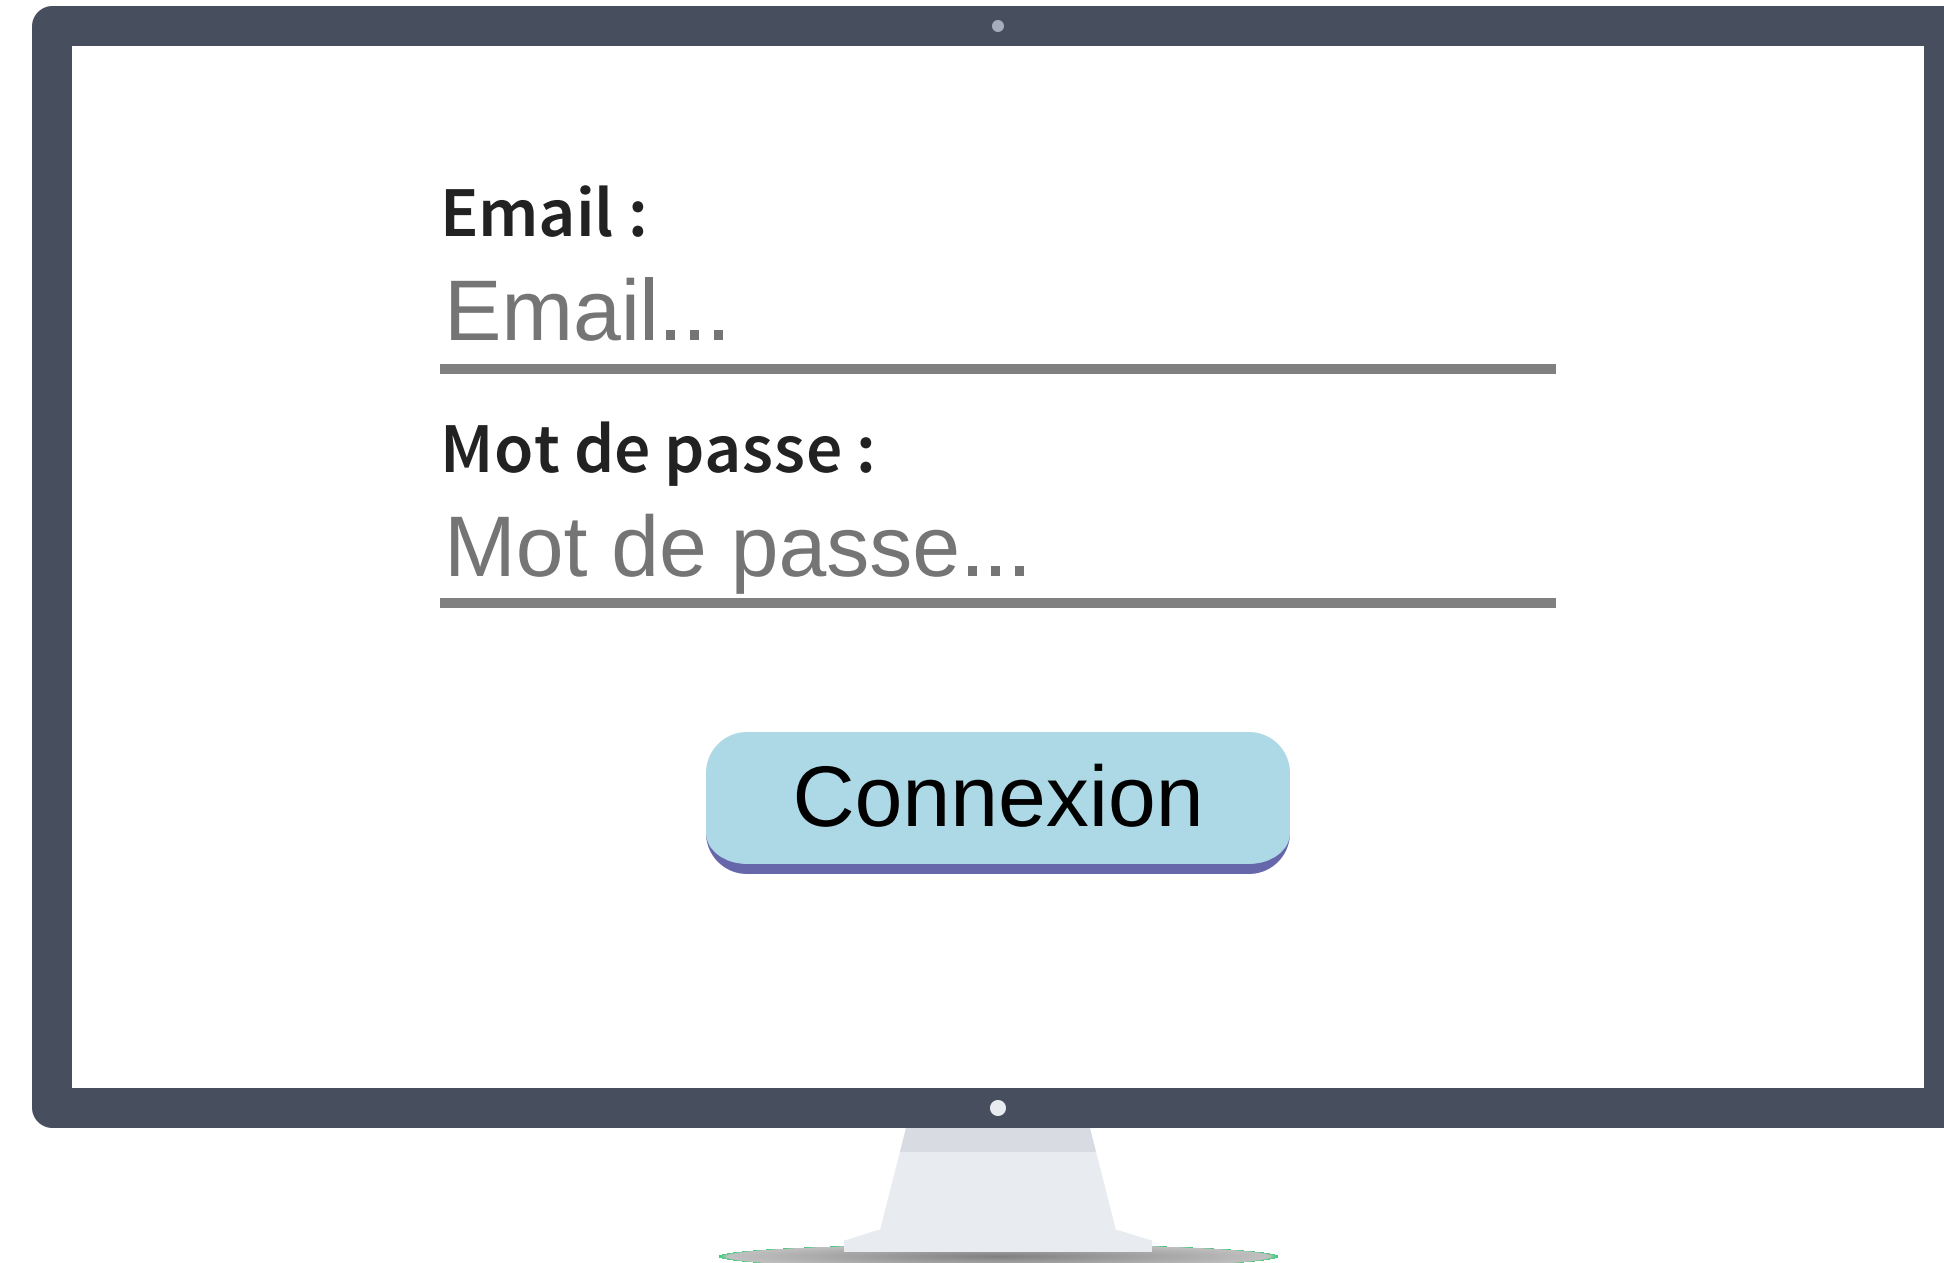 Email :
Email...
Mot de passe :
Mot de passe...
Connexion